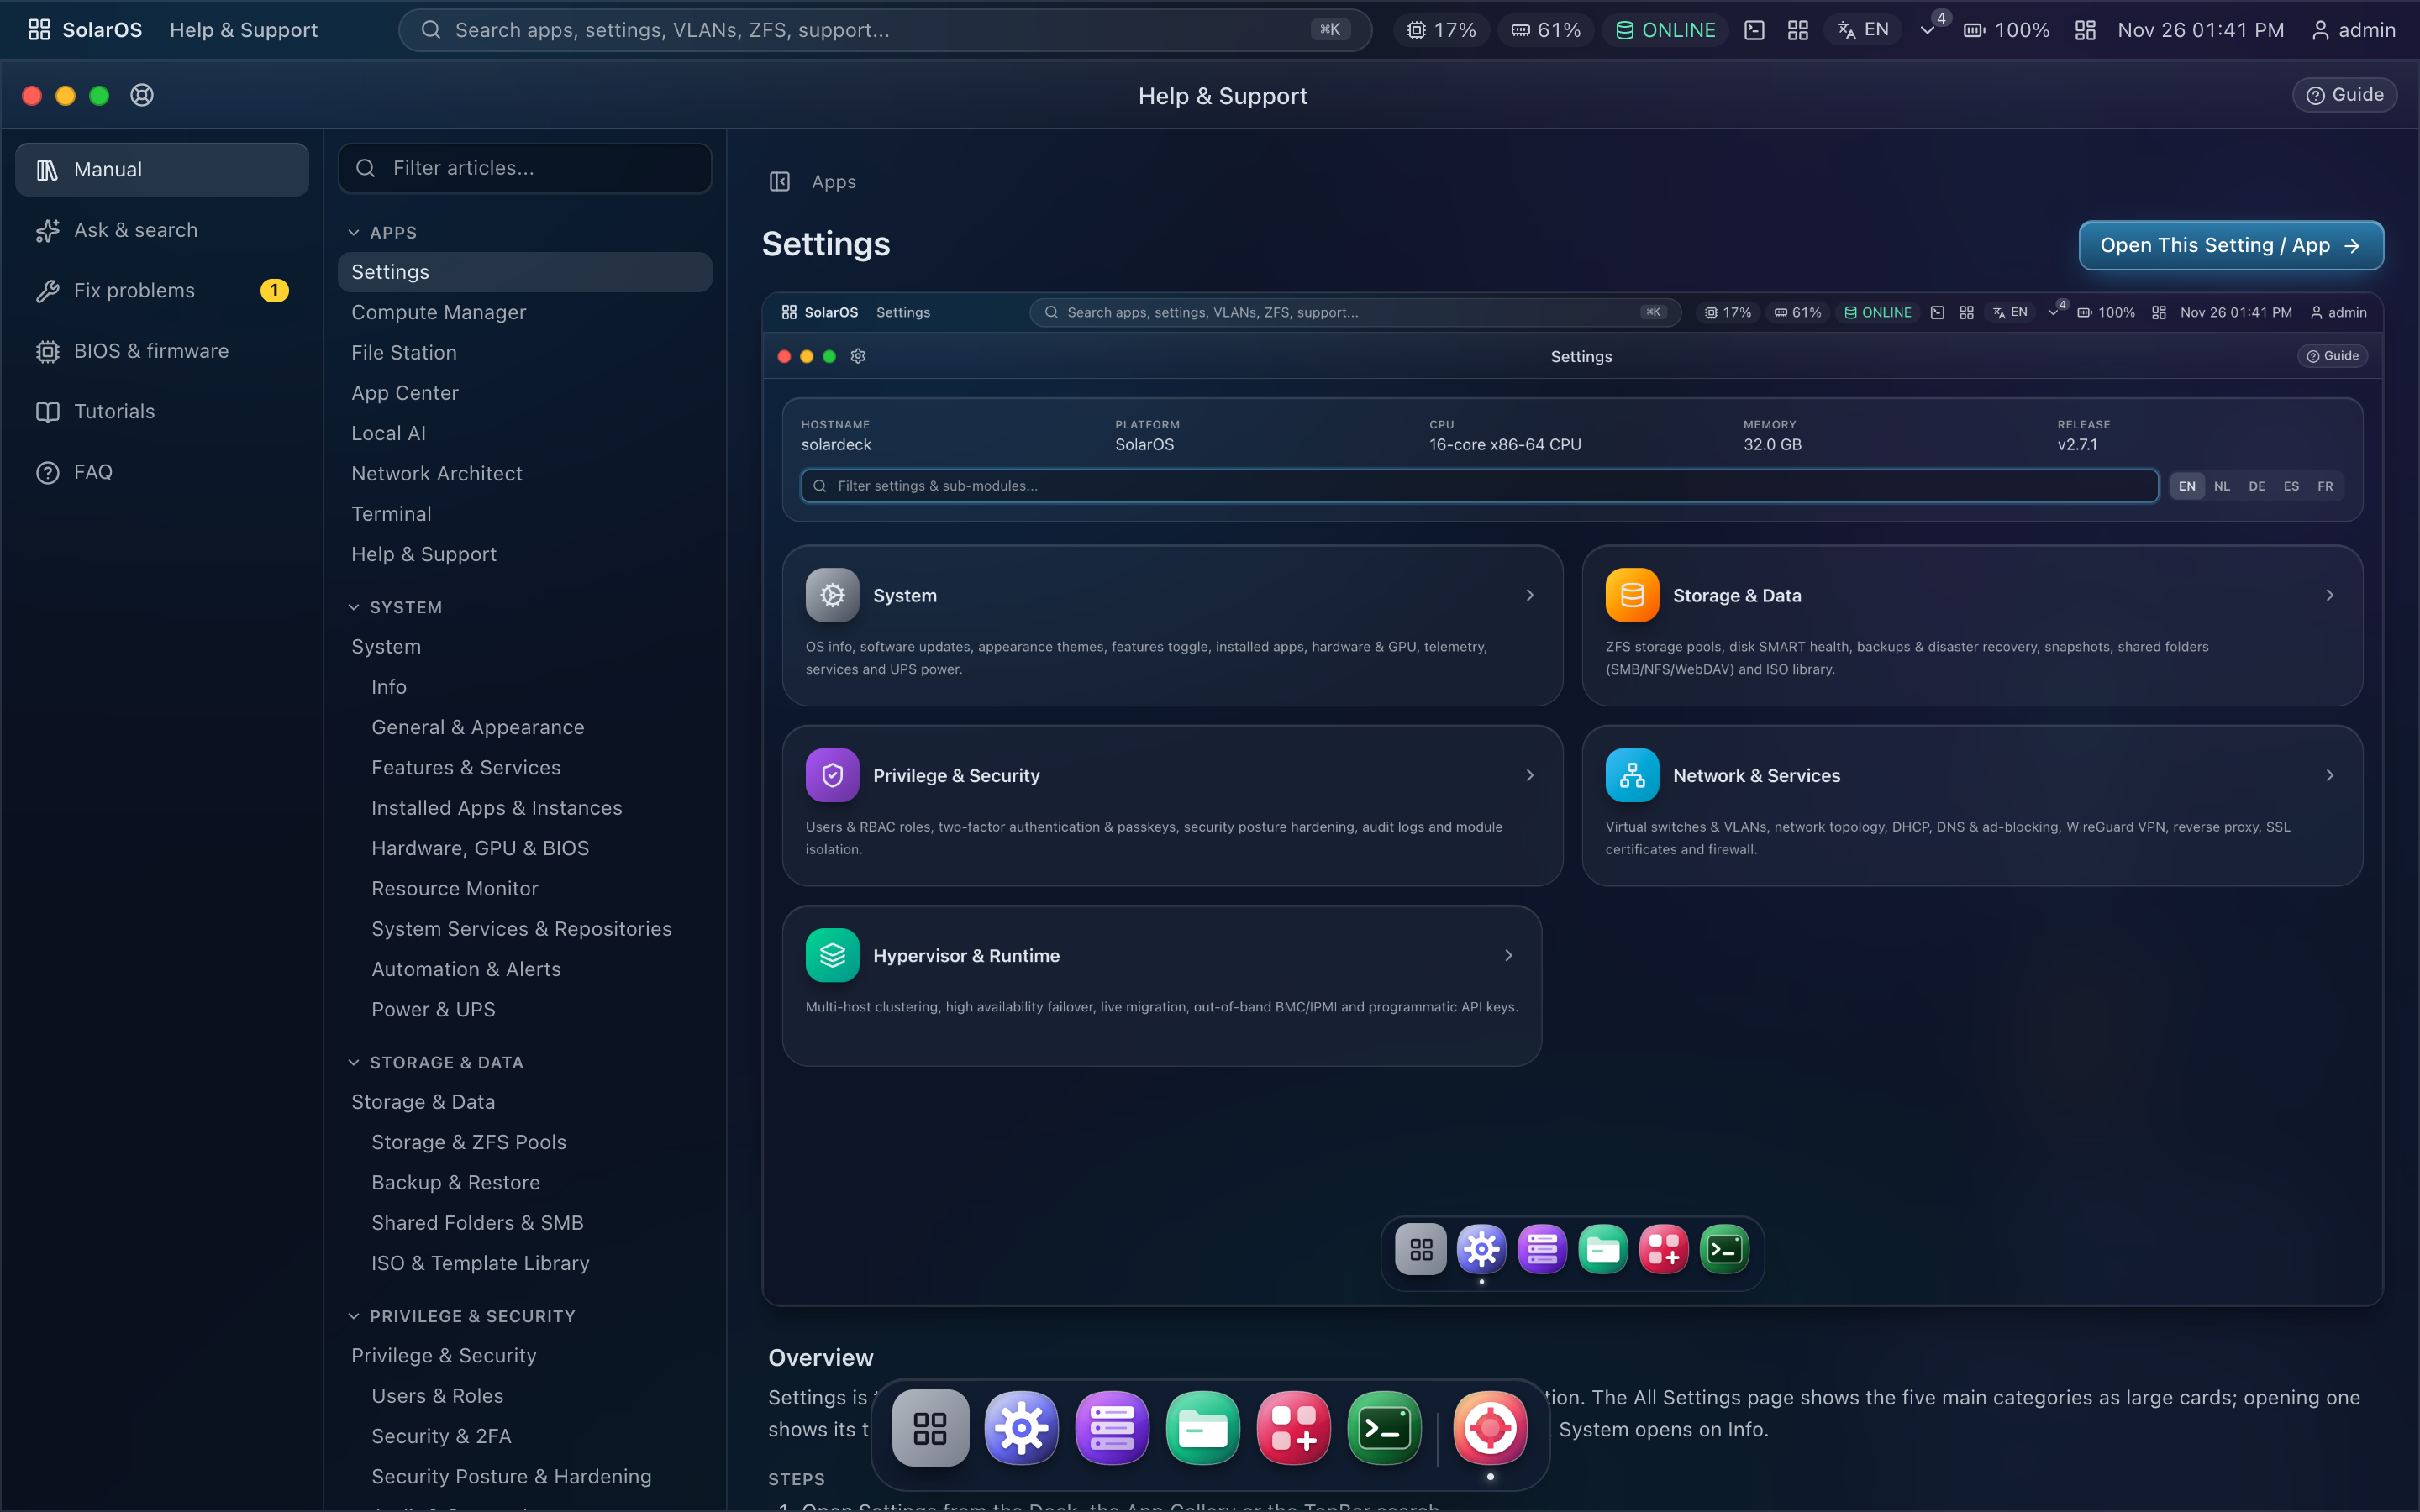 SolarOS Help & Support Search apps, settings, VLANs, ZFS, support... ⌘K 17% 61% ONLINE EN 4 100% Nov 26 01:41 PM admin
Help & Support Guide
Manual
Ask & search
Fix problems 1
BIOS & firmware
Tutorials
FAQ
Filter articles...
APPS
Settings
Compute Manager
File Station
App Center
Local AI
Network Architect
Terminal
Help & Support
SYSTEM
System
Info
General & Appearance
Features & Services
Installed Apps & Instances
Hardware, GPU & BIOS
Resource Monitor
System Services & Repositories
Automation & Alerts
Power & UPS
STORAGE & DATA
Storage & Data
Storage & ZFS Pools
Backup & Restore
Shared Folders & SMB
ISO & Template Library
PRIVILEGE & SECURITY
Privilege & Security
Users & Roles
Security & 2FA
Security Posture & Hardening
Apps
Settings Open This Setting / App
SolarOS Settings Search apps, settings, VLANs, ZFS, support... ⌘K 17% 61% ONLINE EN 4 100% Nov 26 01:41 PM admin
Settings Guide
HOSTNAME PLATFORM CPU MEMORY RELEASE
solardeck SolarOS 16-core x86-64 CPU 32.0 GB v2.7.1
Filter settings & sub-modules... EN NL DE ES FR
System
OS info, software updates, appearance themes, features toggle, installed apps, hardware & GPU, telemetry,
services and UPS power.
Storage & Data
ZFS storage pools, disk SMART health, backups & disaster recovery, snapshots, shared folders
(SMB/NFS/WebDAV) and ISO library.
Privilege & Security
Users & RBAC roles, two-factor authentication & passkeys, security posture hardening, audit logs and module
isolation.
Network & Services
Virtual switches & VLANs, network topology, DHCP, DNS & ad-blocking, WireGuard VPN, reverse proxy, SSL
certificates and firewall.
Hypervisor & Runtime
Multi-host clustering, high availability failover, live migration, out-of-band BMC/IPMI and programmatic API keys.
Overview
Settings is tion. The All Settings page shows the five main categories as large cards; opening one
shows its t System opens on Info.
STEPS
1. Open Settings from the Dock, the App Gallery or the TopBar search